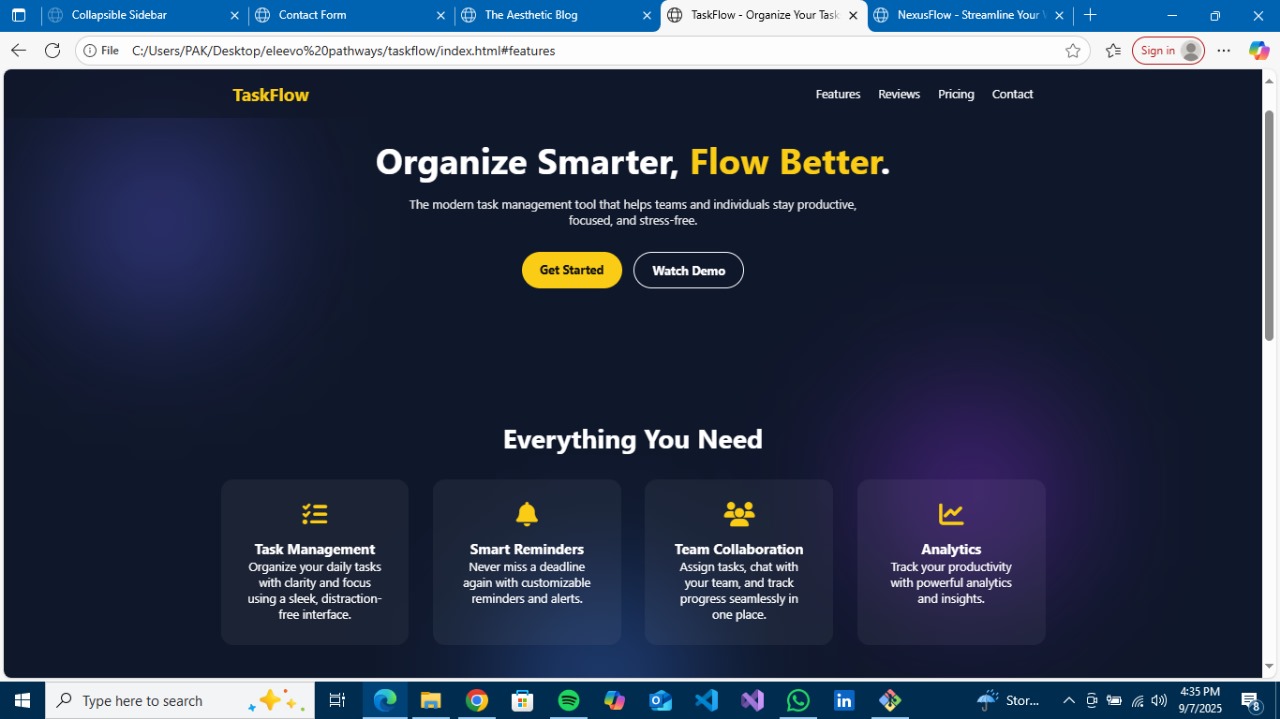 Collapsible Sidebar
Contact Form
The Aesthetic Blog
TaskFlow - Organize Your Task
NexusFlow - Streamline Your
File
C:/Users/PAK/Desktop/eleevo%20pathways/taskflow/index.html#features
Sign in
TaskFlow
Features
Reviews
Pricing
Contact
Organize Smarter, Flow Better.
The modern task management tool that helps teams and individuals stay productive,
focused, and stress-free.
Get Started
Watch Demo
Everything You Need
Task Management
Organize your daily tasks
with clarity and focus
using a sleek, distraction-
free interface.
Smart Reminders
Never miss a deadline
again with customizable
reminders and alerts.
Team Collaboration
Assign tasks, chat with
your team, and track
progress seamlessly in
one place.
Analytics
Track your productivity
with powerful analytics
and insights.
Type here to search
Stor...
4:35 PM
9/7/2025
8